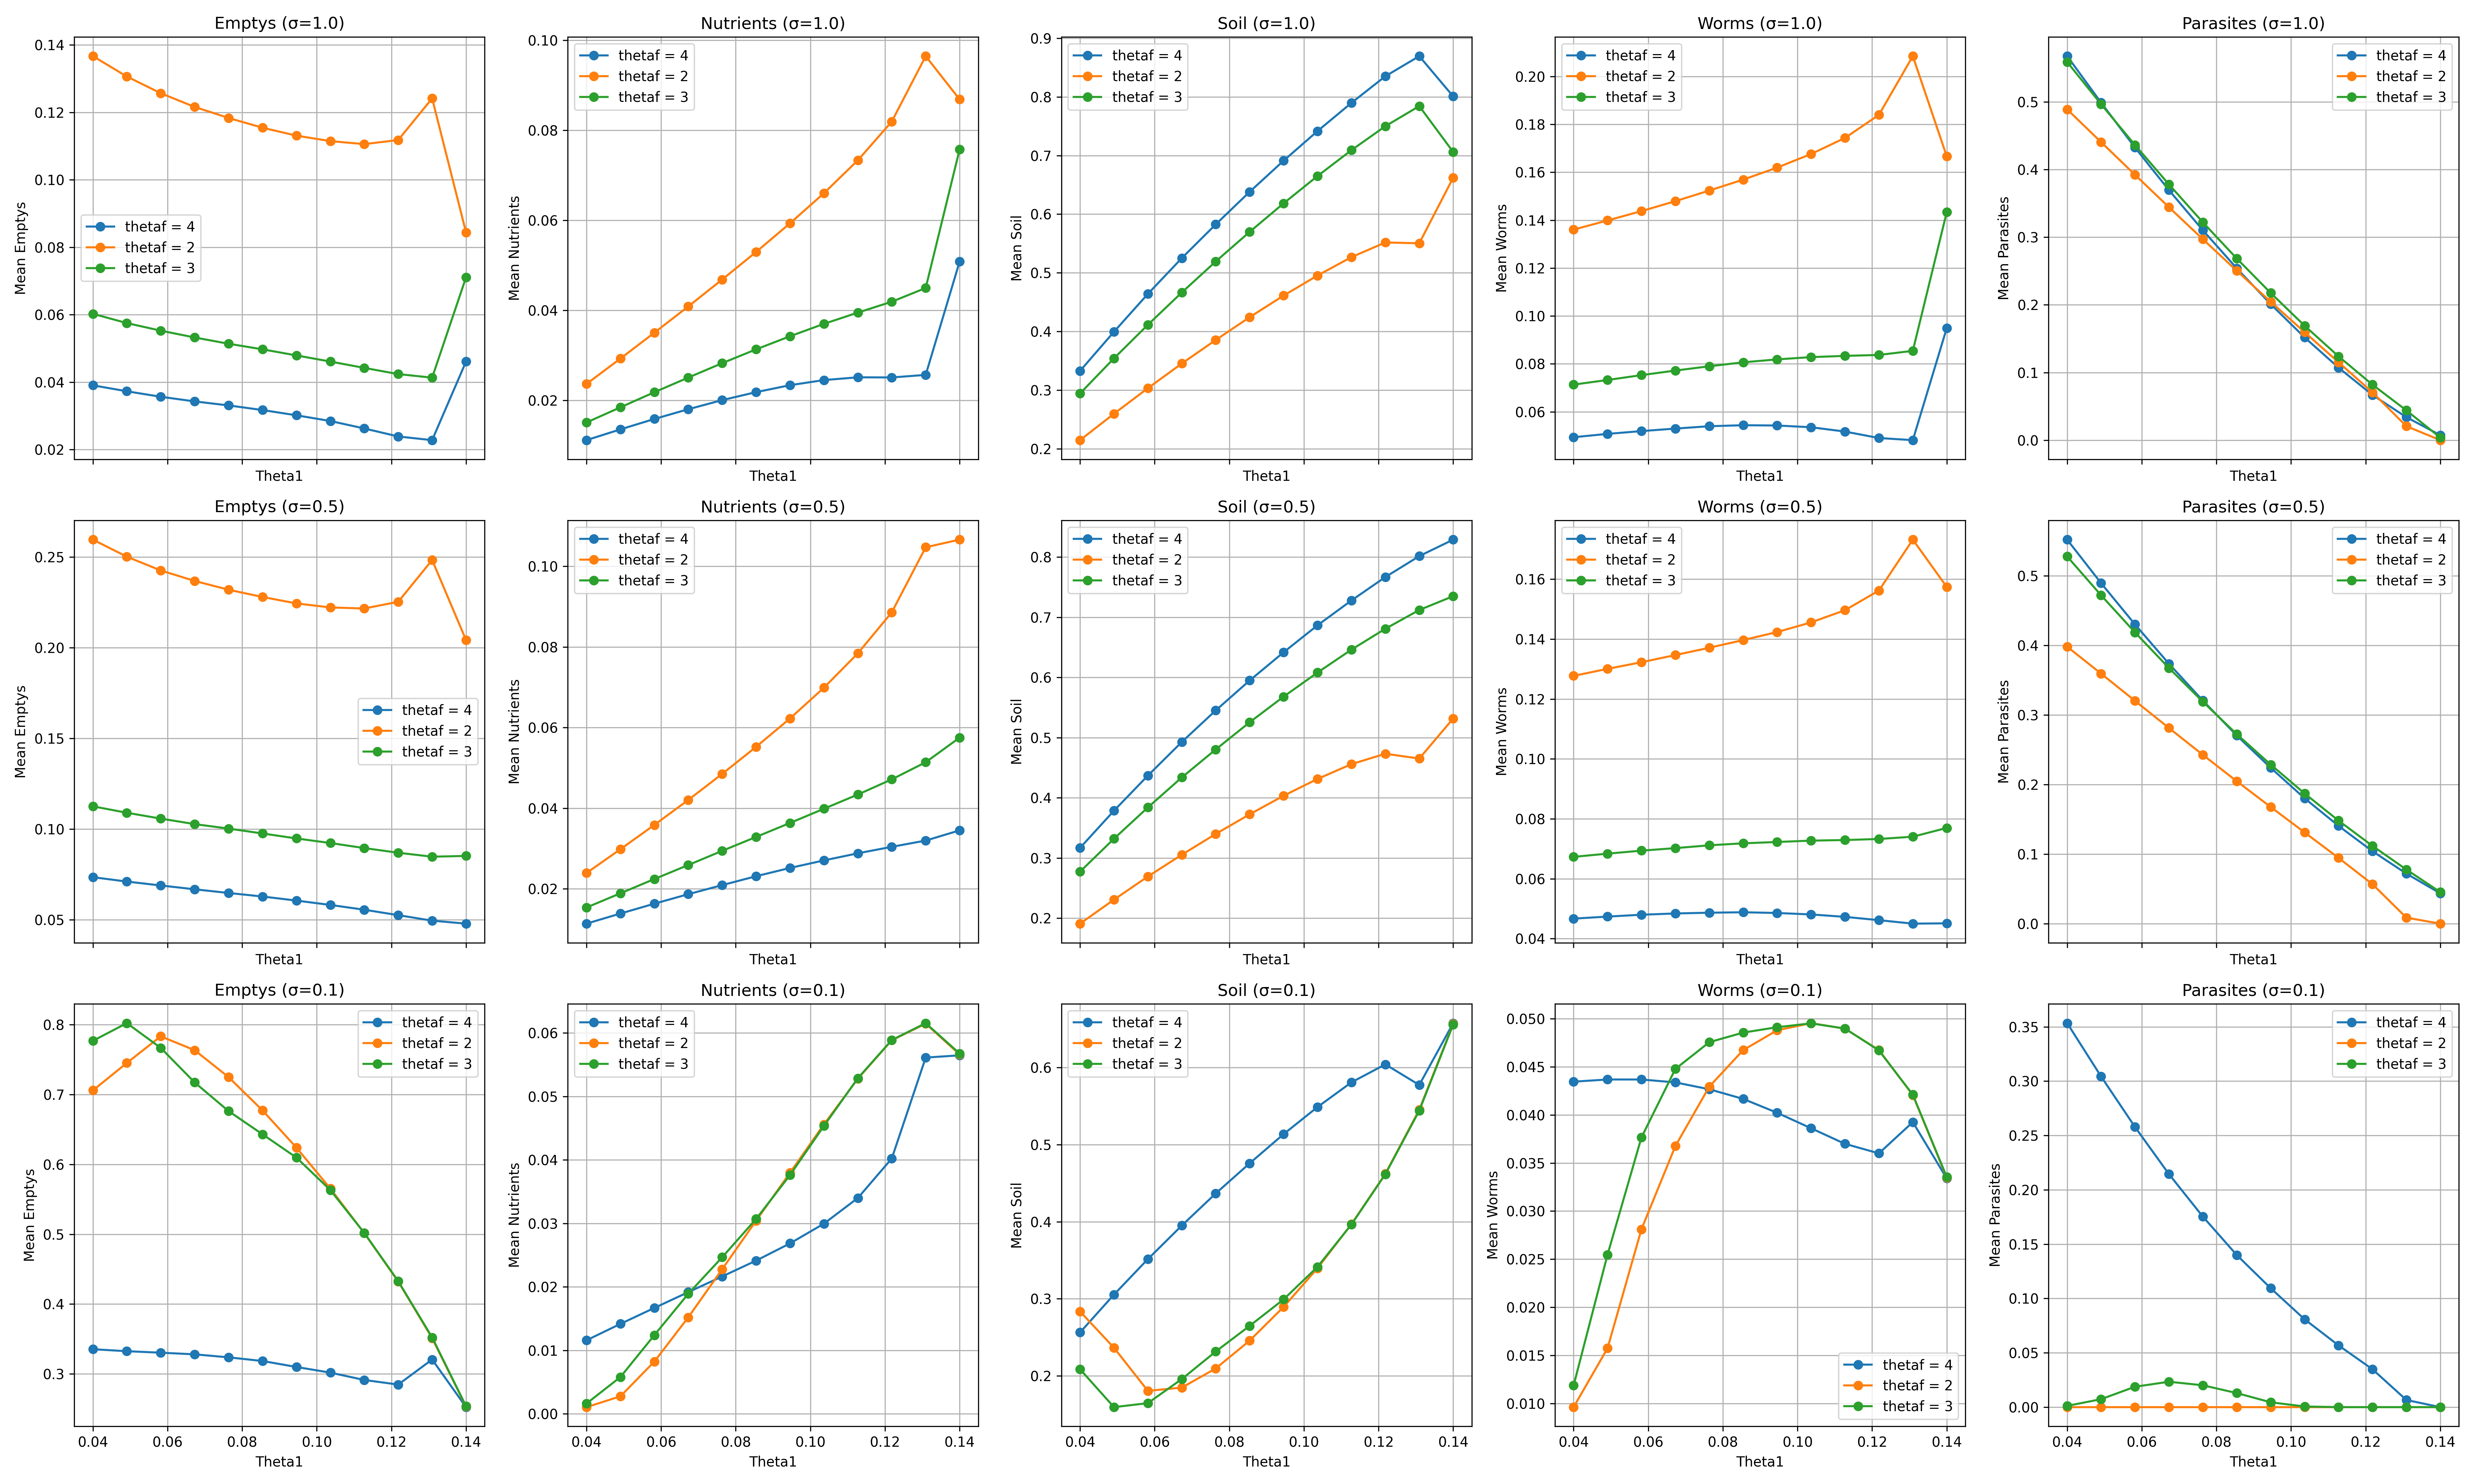 Emptys (σ=1.0)
Mean Emptys
0.14
0.12
0.10
0.08
0.06
0.04
0.02
thetaf = 4
thetaf = 2
thetaf = 3
Theta1
Nutrients (σ=1.0)
Mean Nutrients
0.10
0.08
0.06
0.04
0.02
thetaf = 4
thetaf = 2
thetaf = 3
Theta1
Soil (σ=1.0)
Mean Soil
0.9
0.8
0.7
0.6
0.5
0.4
0.3
0.2
thetaf = 4
thetaf = 2
thetaf = 3
Theta1
Worms (σ=1.0)
Mean Worms
0.20
0.18
0.16
0.14
0.12
0.10
0.08
0.06
thetaf = 4
thetaf = 2
thetaf = 3
Theta1
Parasites (σ=1.0)
Mean Parasites
0.5
0.4
0.3
0.2
0.1
0.0
thetaf = 4
thetaf = 2
thetaf = 3
Theta1
Emptys (σ=0.5)
Mean Emptys
0.25
0.20
0.15
0.10
0.05
thetaf = 4
thetaf = 2
thetaf = 3
Theta1
Nutrients (σ=0.5)
Mean Nutrients
0.10
0.08
0.06
0.04
0.02
thetaf = 4
thetaf = 2
thetaf = 3
Theta1
Soil (σ=0.5)
Mean Soil
0.8
0.7
0.6
0.5
0.4
0.3
0.2
thetaf = 4
thetaf = 2
thetaf = 3
Theta1
Worms (σ=0.5)
Mean Worms
0.16
0.14
0.12
0.10
0.08
0.06
0.04
thetaf = 4
thetaf = 2
thetaf = 3
Theta1
Parasites (σ=0.5)
Mean Parasites
0.5
0.4
0.3
0.2
0.1
0.0
thetaf = 4
thetaf = 2
thetaf = 3
Theta1
Emptys (σ=0.1)
Mean Emptys
0.8
0.7
0.6
0.5
0.4
0.3
thetaf = 4
thetaf = 2
thetaf = 3
0.04 0.06 0.08 0.10 0.12 0.14
Theta1
Nutrients (σ=0.1)
Mean Nutrients
0.06
0.05
0.04
0.03
0.02
0.01
0.00
thetaf = 4
thetaf = 2
thetaf = 3
0.04 0.06 0.08 0.10 0.12 0.14
Theta1
Soil (σ=0.1)
Mean Soil
0.6
0.5
0.4
0.3
0.2
thetaf = 4
thetaf = 2
thetaf = 3
0.04 0.06 0.08 0.10 0.12 0.14
Theta1
Worms (σ=0.1)
Mean Worms
0.050
0.045
0.040
0.035
0.030
0.025
0.020
0.015
0.010
thetaf = 4
thetaf = 2
thetaf = 3
0.04 0.06 0.08 0.10 0.12 0.14
Theta1
Parasites (σ=0.1)
Mean Parasites
0.35
0.30
0.25
0.20
0.15
0.10
0.05
0.00
thetaf = 4
thetaf = 2
thetaf = 3
0.04 0.06 0.08 0.10 0.12 0.14
Theta1